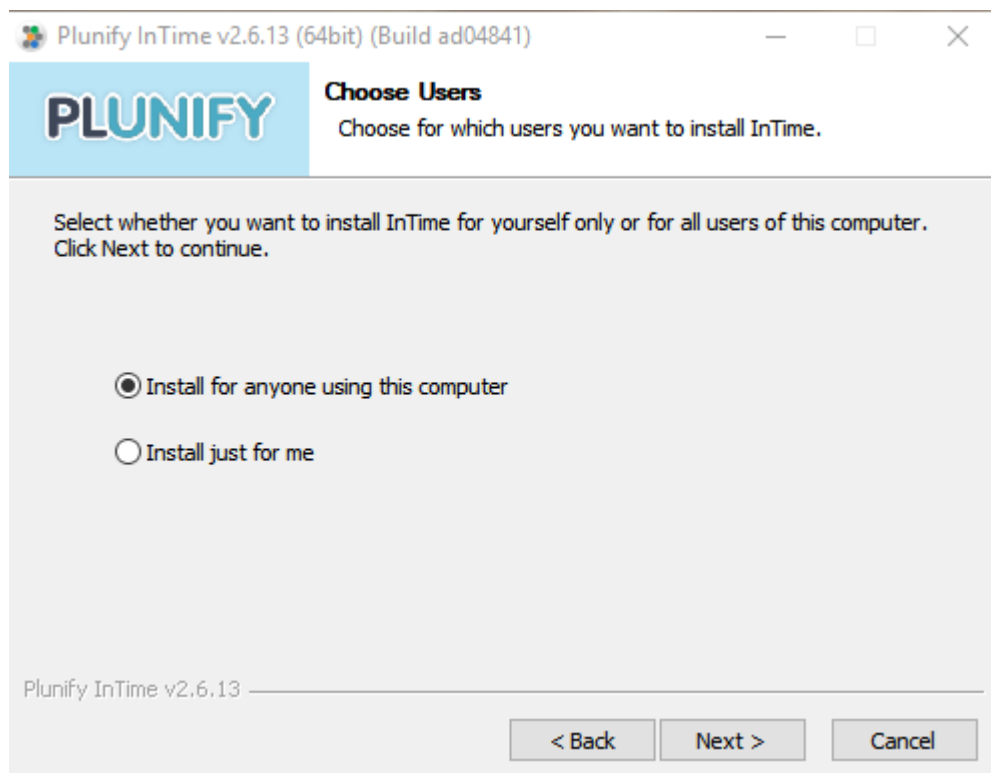 Plunify InTime v2.6.13 (64bit) (Build ad04841)
PLUNIFY
Choose Users
Choose for which users you want to install InTime.
Select whether you want to install InTime for yourself only or for all users of this computer.
Click Next to continue.
Install for anyone using this computer
Install just for me
Plunify InTime v2.6.13
< Back
Next >
Cancel